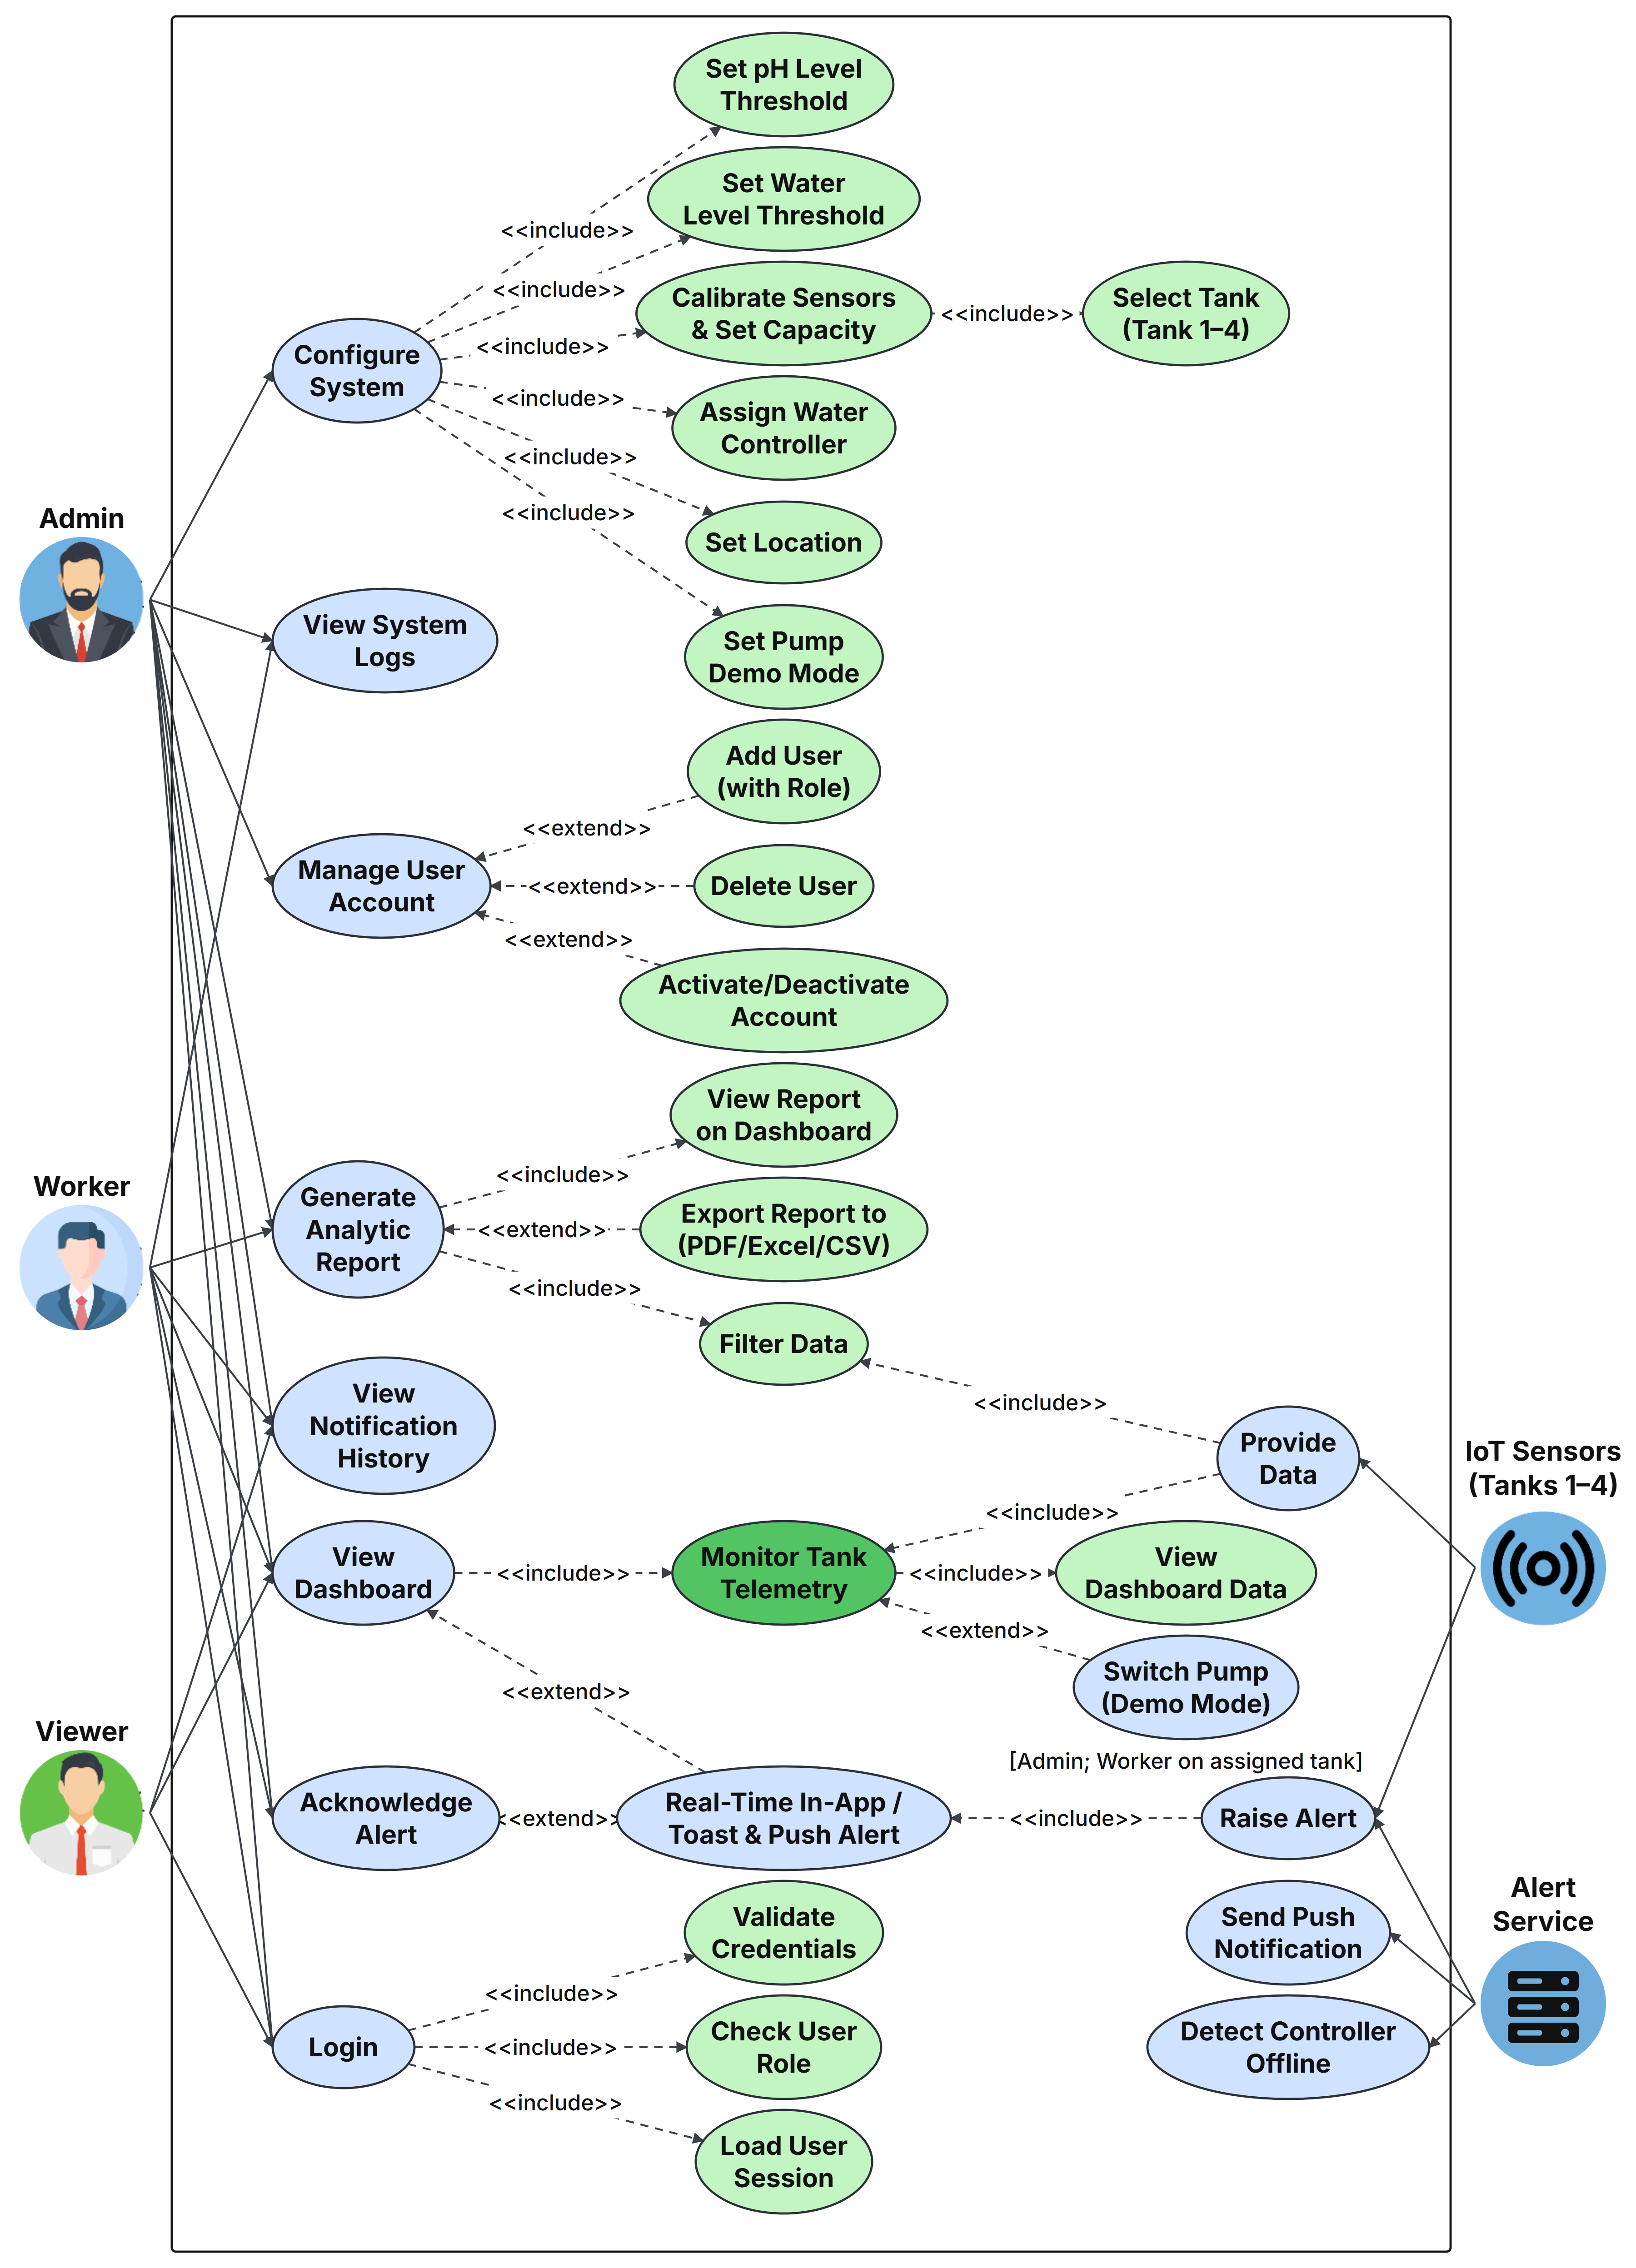 Set pH Level
Threshold
Set Water
Level Threshold
<<include>>
<<include>>
Calibrate Sensors
& Set Capacity
<<include>>
Select Tank
(Tank 1–4)
<<include>>
Configure
System
<<include>>
Assign Water
Controller
<<include>>
<<include>>
Set Location
Admin
View System
Logs
Set Pump
Demo Mode
Add User
(with Role)
<<extend>>
Manage User
Account
<<extend>>
Delete User
<<extend>>
Activate/Deactivate
Account
View Report
on Dashboard
<<include>>
Worker
Generate
Analytic
Report
<<extend>>
Export Report to
(PDF/Excel/CSV)
<<include>>
Filter Data
<<include>>
View
Notification
History
Provide
Data
IoT Sensors
(Tanks 1–4)
<<include>>
View
Dashboard
<<include>>
Monitor Tank
Telemetry
<<include>>
View
Dashboard Data
<<extend>>
Switch Pump
(Demo Mode)
<<extend>>
Viewer
[Admin; Worker on assigned tank]
Acknowledge
Alert
<<extend>>
Real-Time In-App /
Toast & Push Alert
<<include>>
Raise Alert
Alert
Service
Validate
Credentials
Send Push
Notification
<<include>>
Login
<<include>>
Check User
Role
Detect Controller
Offline
<<include>>
Load User
Session